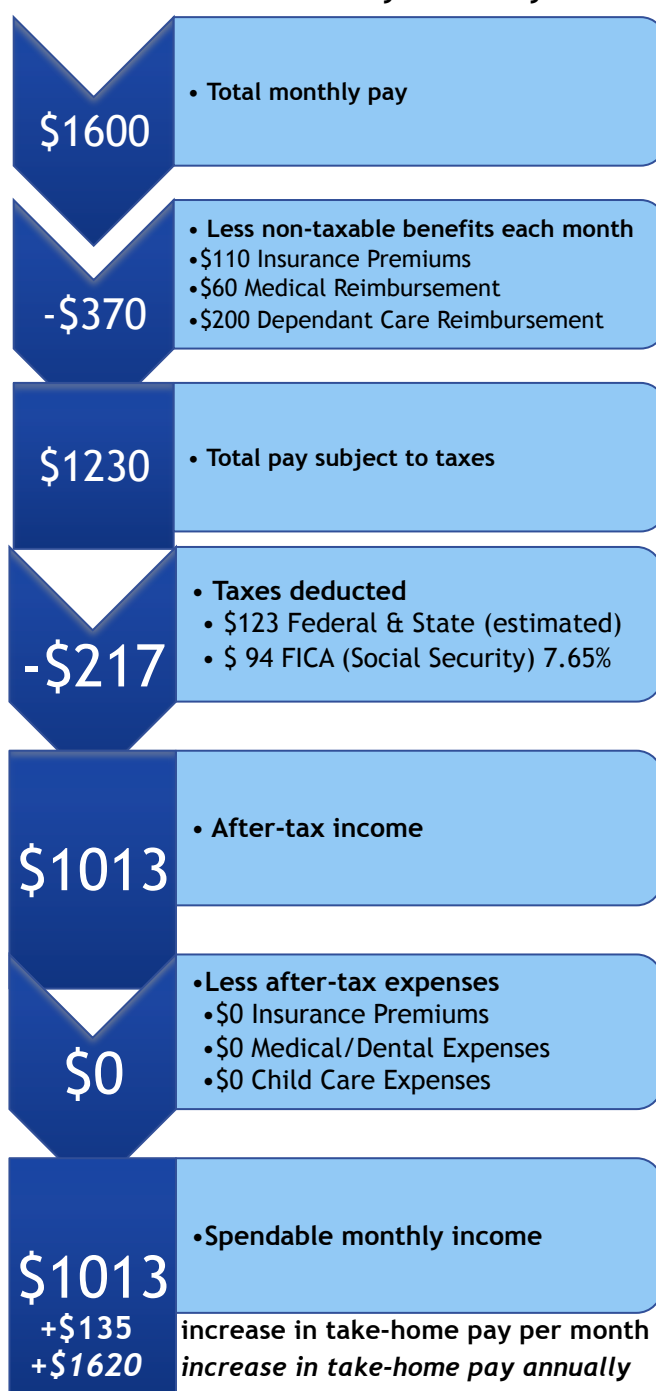 $1600
• Total monthly pay
-$370
• Less non-taxable benefits each month
•$110 Insurance Premiums
•$60 Medical Reimbursement
•$200 Dependant Care Reimbursement
$1230
• Total pay subject to taxes
-$217
• Taxes deducted
• $123 Federal & State (estimated)
• $ 94 FICA (Social Security) 7.65%
$1013
• After-tax income
$0
•Less after-tax expenses
•$0 Insurance Premiums
•$0 Medical/Dental Expenses
•$0 Child Care Expenses
$1013
•Spendable monthly income
+$135 increase in take-home pay per month
+$1620 increase in take-home pay annually